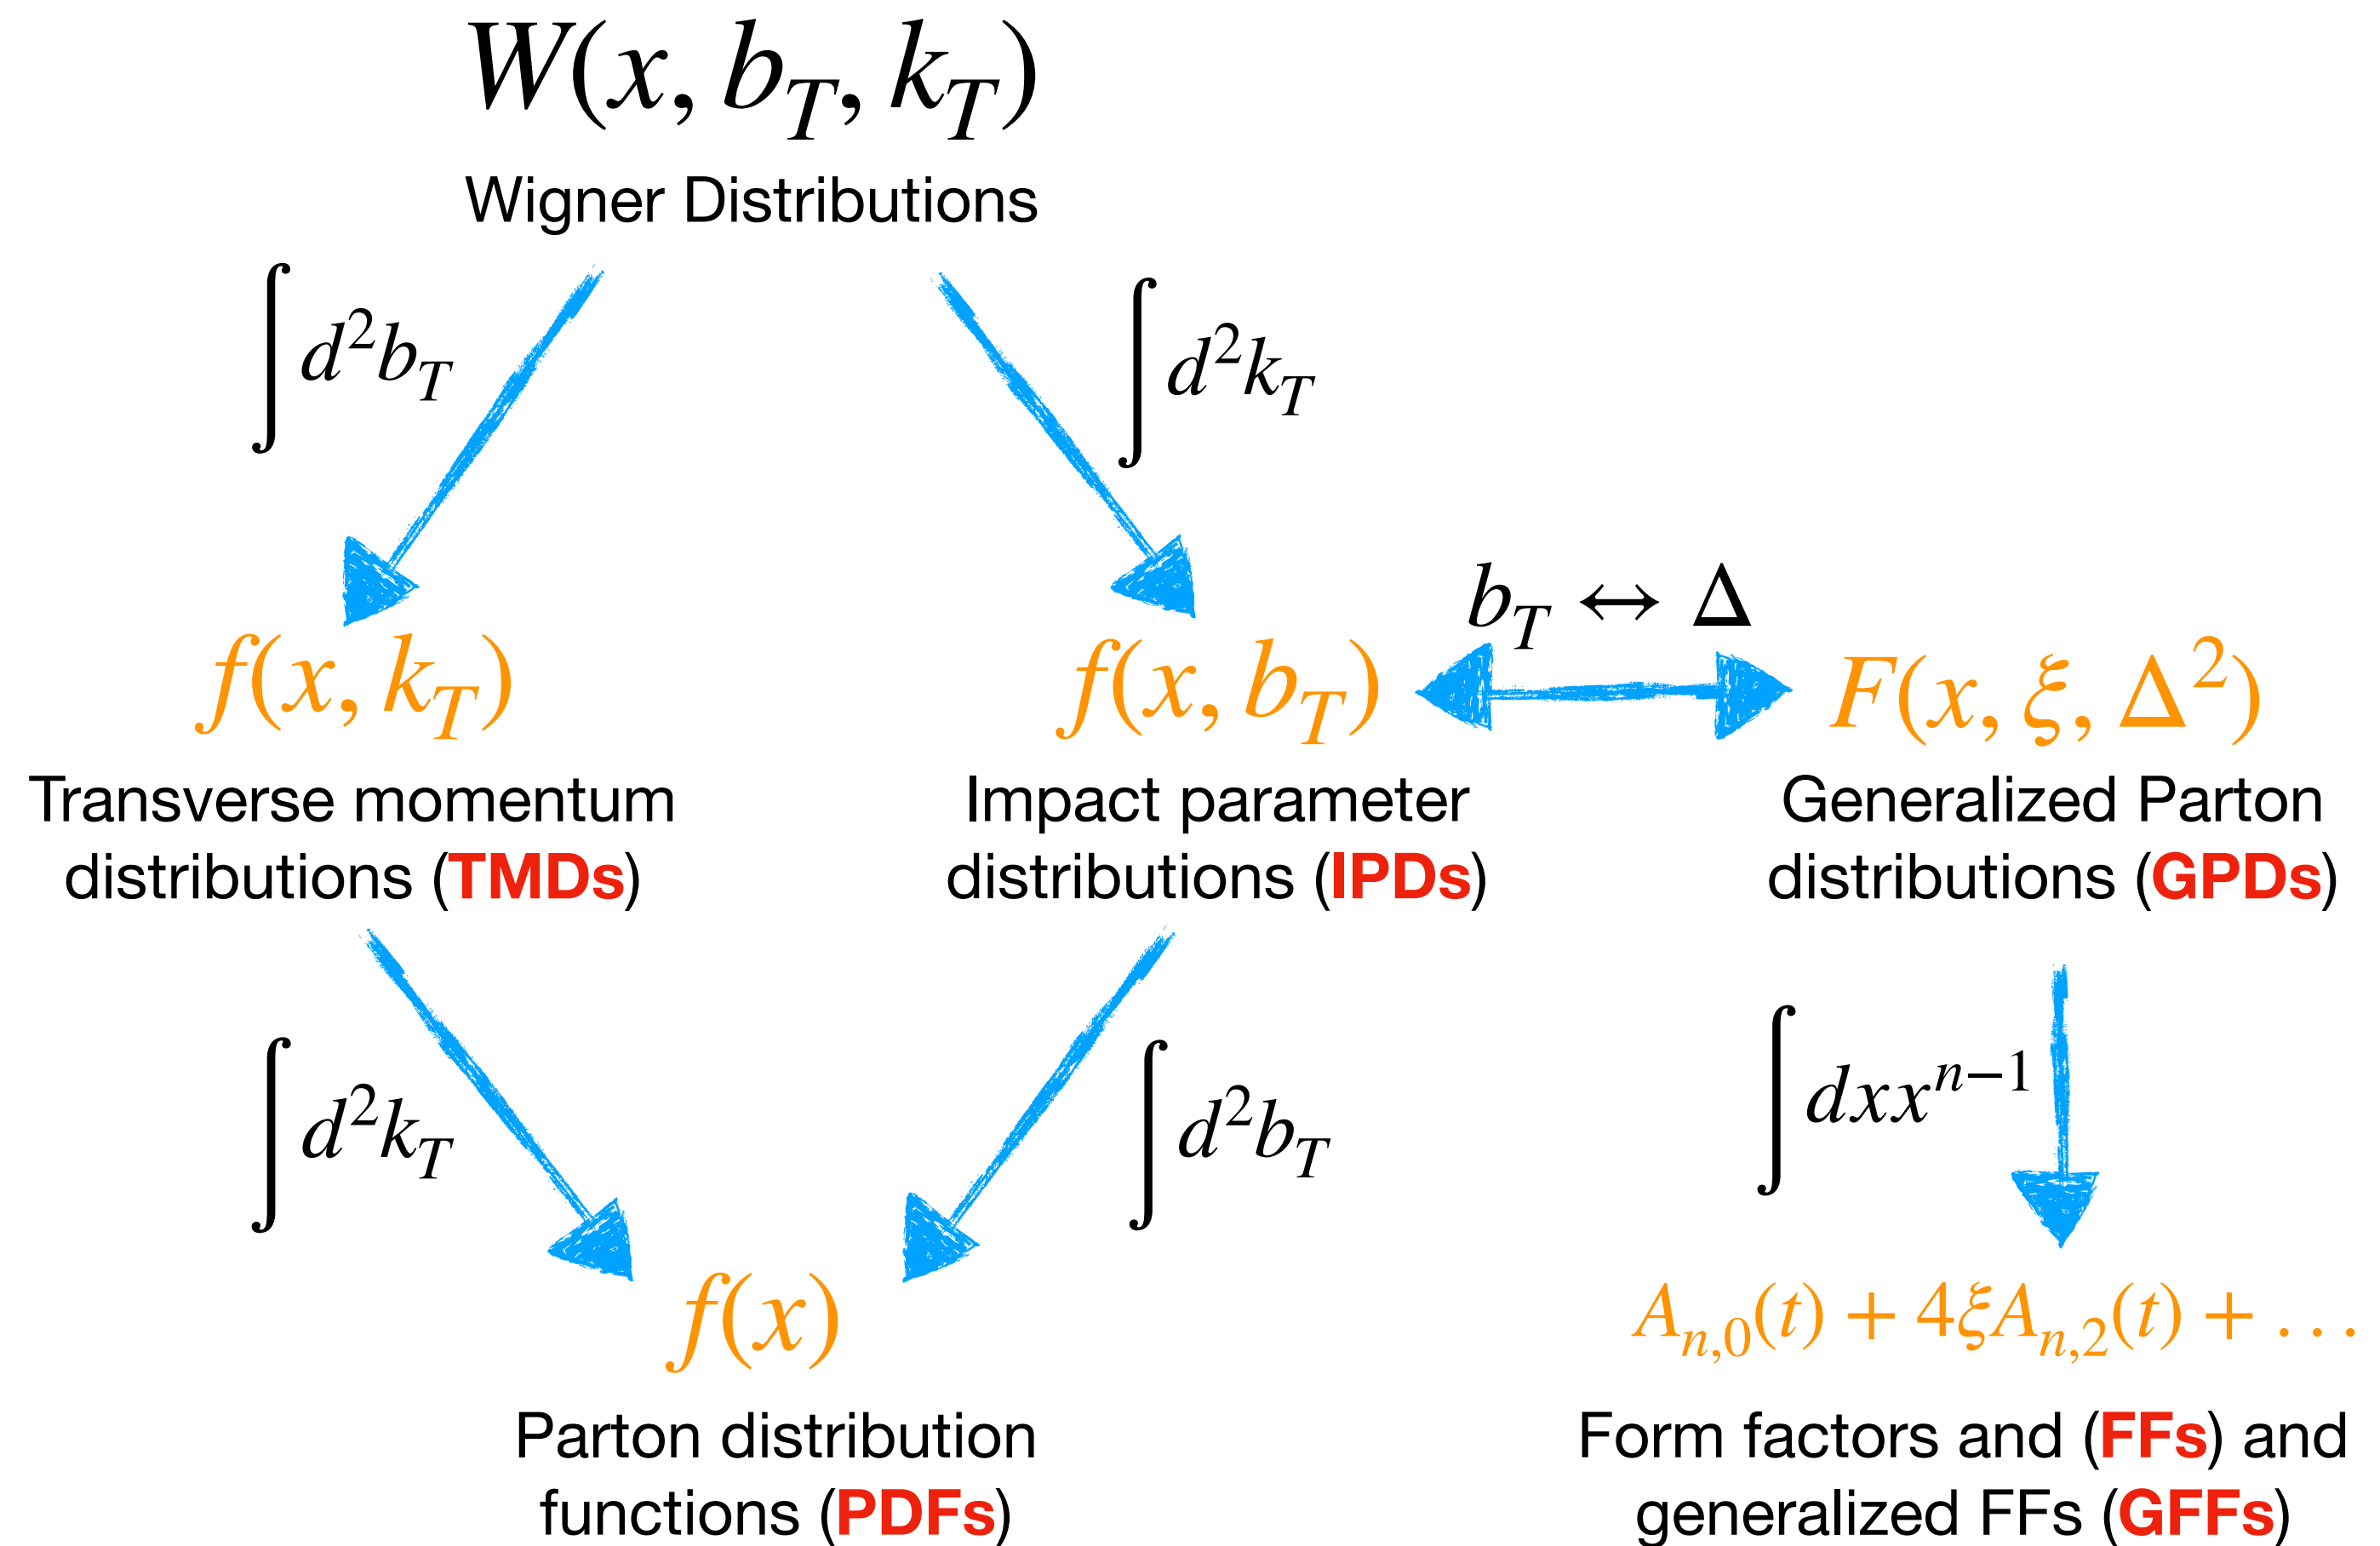 W(x, b_T, k_T)
Wigner Distributions
∫ d²b_T
∫ d²k_T
b_T ↔ Δ
f(x, k_T)
f(x, b_T)
F(x, ξ, Δ²)
Transverse momentum
distributions (TMDs)
Impact parameter
distributions (IPDs)
Generalized Parton
distributions (GPDs)
∫ d²k_T
∫ d²b_T
∫ dxxⁿ⁻¹
f(x)
A_{n,0}(t) + 4ξA_{n,2}(t) + …
Parton distribution
functions (PDFs)
Form factors and (FFs) and
generalized FFs (GFFs)